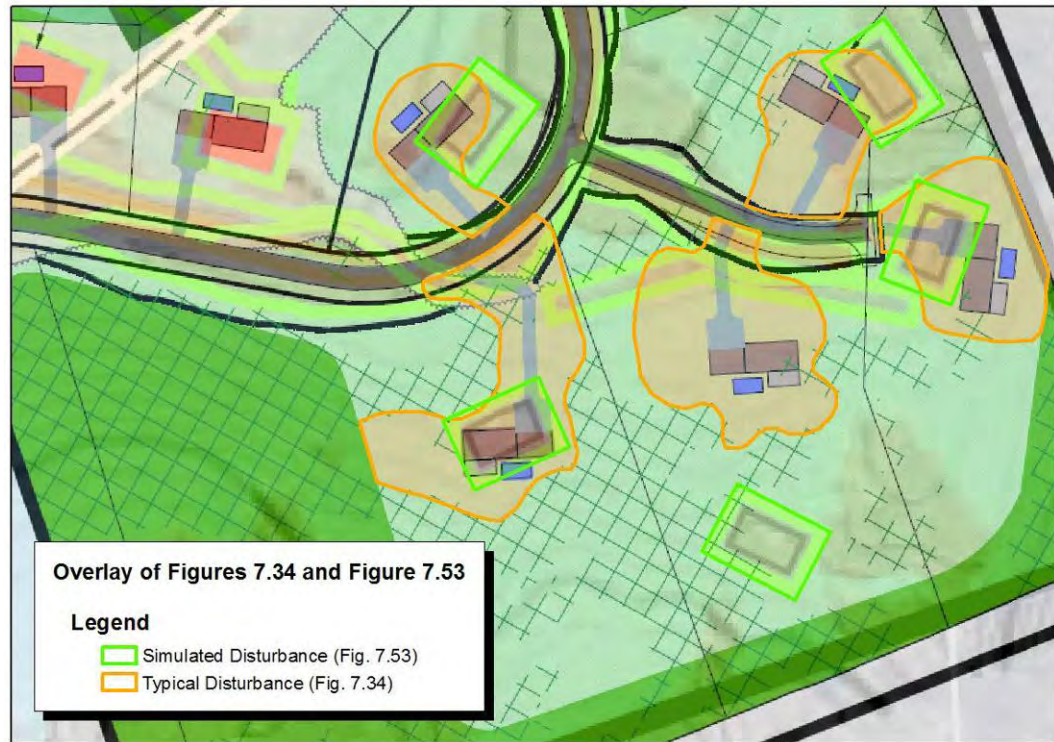 Overlay of Figures 7.34 and Figure 7.53
Legend
Simulated Disturbance (Fig. 7.53)
Typical Disturbance (Fig. 7.34)